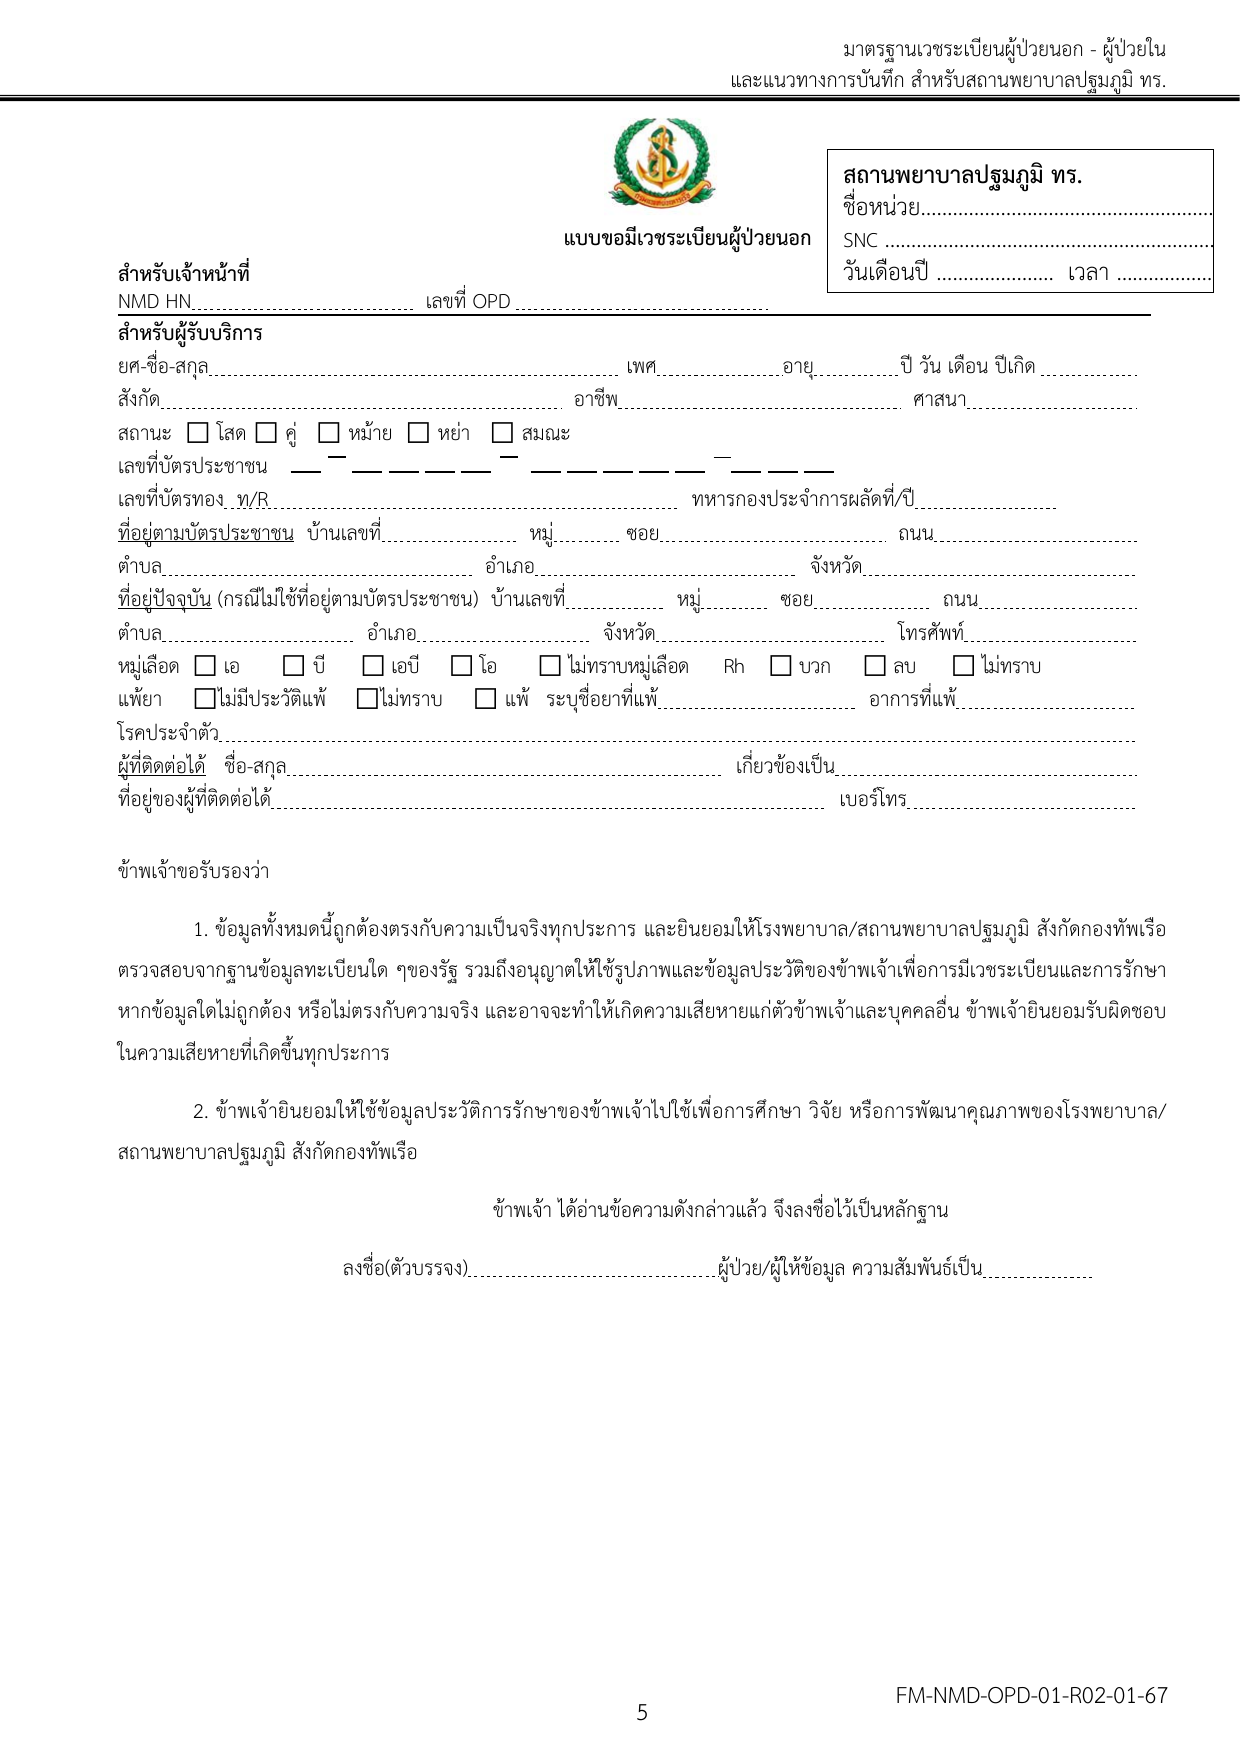 มาตรฐานเวชระเบียนผู้ป่วยนอก - ผู้ป่วยใน
และแนวทางการบันทึก สำหรับสถานพยาบาลปฐมภูมิ ทร.
สถานพยาบาลปฐมภูมิ ทร.
ชื่อหน่วย.......................................................
SNC ..............................................................
วันเดือนปี ...................... เวลา ..................
แบบขอมีเวชระเบียนผู้ป่วยนอก
สำหรับเจ้าหน้าที่
NMD HN เลขที่ OPD
สำหรับผู้รับบริการ
ยศ-ชื่อ-สกุล เพศ อายุ ปี วัน เดือน ปีเกิด
สังกัด อาชีพ ศาสนา
สถานะ ☐ โสด ☐ คู่ ☐ หม้าย ☐ หย่า ☐ สมณะ
เลขที่บัตรประชาชน _ – _ _ _ _ – _ _ _ _ _ – _ _ _
เลขที่บัตรทอง ท/R ทหารกองประจำการผลัดที่/ปี
ที่อยู่ตามบัตรประชาชน บ้านเลขที่ หมู่ ซอย ถนน
ตำบล อำเภอ จังหวัด
ที่อยู่ปัจจุบัน (กรณีไม่ใช้ที่อยู่ตามบัตรประชาชน) บ้านเลขที่ หมู่ ซอย ถนน
ตำบล อำเภอ จังหวัด โทรศัพท์
หมู่เลือด ☐ เอ ☐ บี ☐ เอบี ☐ โอ ☐ ไม่ทราบหมู่เลือด Rh ☐ บวก ☐ ลบ ☐ ไม่ทราบ
แพ้ยา ☐ไม่มีประวัติแพ้ ☐ไม่ทราบ ☐ แพ้ ระบุชื่อยาที่แพ้ อาการที่แพ้
โรคประจำตัว
ผู้ที่ติดต่อได้ ชื่อ-สกุล เกี่ยวข้องเป็น
ที่อยู่ของผู้ที่ติดต่อได้ เบอร์โทร
ข้าพเจ้าขอรับรองว่า
1. ข้อมูลทั้งหมดนี้ถูกต้องตรงกับความเป็นจริงทุกประการ และยินยอมให้โรงพยาบาล/สถานพยาบาลปฐมภูมิ สังกัดกองทัพเรือ
ตรวจสอบจากฐานข้อมูลทะเบียนใด ๆของรัฐ รวมถึงอนุญาตให้ใช้รูปภาพและข้อมูลประวัติของข้าพเจ้าเพื่อการมีเวชระเบียนและการรักษา
หากข้อมูลใดไม่ถูกต้อง หรือไม่ตรงกับความจริง และอาจจะทำให้เกิดความเสียหายแก่ตัวข้าพเจ้าและบุคคลอื่น ข้าพเจ้ายินยอมรับผิดชอบ
ในความเสียหายที่เกิดขึ้นทุกประการ
2. ข้าพเจ้ายินยอมให้ใช้ข้อมูลประวัติการรักษาของข้าพเจ้าไปใช้เพื่อการศึกษา วิจัย หรือการพัฒนาคุณภาพของโรงพยาบาล/
สถานพยาบาลปฐมภูมิ สังกัดกองทัพเรือ
ข้าพเจ้า ได้อ่านข้อความดังกล่าวแล้ว จึงลงชื่อไว้เป็นหลักฐาน
ลงชื่อ(ตัวบรรจง) ผู้ป่วย/ผู้ให้ข้อมูล ความสัมพันธ์เป็น
FM-NMD-OPD-01-R02-01-67
5